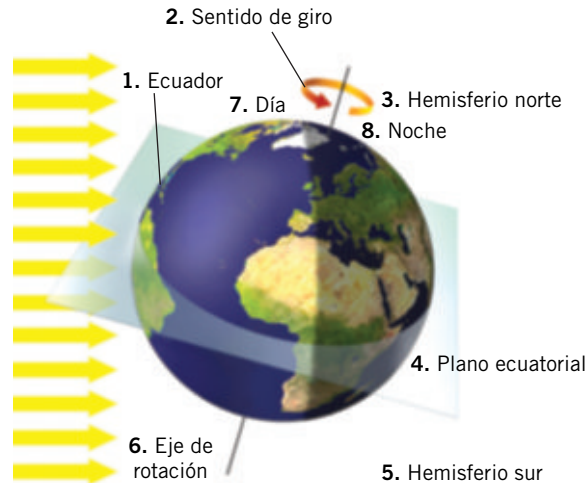 2. Sentido de giro
1. Ecuador
7. Día
3. Hemisferio norte
8. Noche
4. Plano ecuatorial
6. Eje de
rotación
5. Hemisferio sur